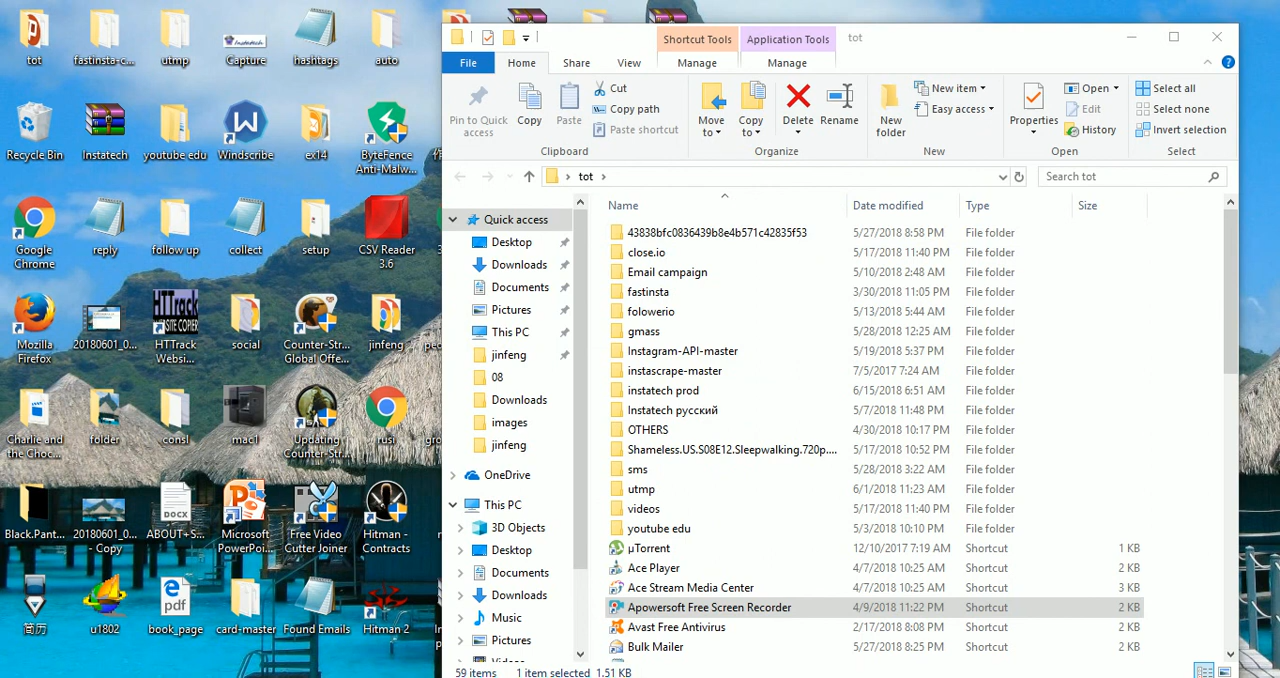 tot
fastinsta-c...
utmp
Capture
hashtags
auto
Recycle Bin
Instatech
youtube edu
Windscribe
ex14
ByteFence
Anti-Malw...
Google
Chrome
reply
follow up
collect
setup
CSV Reader
3.6
Mozilla
Firefox
20180601_0...
HTTrack
Websi...
social
Counter-Str...
Global Offe...
jinfeng
Charlie and
the Choc...
folder
consl
mac1
Updating
Counter-Str...
rusi
Black.Pant...
20180601_0...
- Copy
ABOUT+S...
Microsoft
PowerPoi...
Free Video
Cutter Joiner
Hitman -
Contracts
简历
u1802
book_page
card-master
Found Emails
Hitman 2
Shortcut Tools
Application Tools
tot
File
Home
Share
View
Manage
Manage
Pin to Quick
access
Copy
Paste
Cut
Copy path
Paste shortcut
Clipboard
Move
to
Copy
to
Delete
Rename
Organize
New
folder
New item
Easy access
New
Properties
Open
Edit
History
Open
Select all
Select none
Invert selection
Select
tot
Search tot
Quick access
Desktop
Downloads
Documents
Pictures
This PC
jinfeng
08
Downloads
images
jinfeng
OneDrive
This PC
3D Objects
Desktop
Documents
Downloads
Music
Pictures
Videos
Name Date modified Type Size
43838bfc0836439b8e4b571c42835f53 5/27/2018 8:58 PM File folder
close.io 5/17/2018 11:40 PM File folder
Email campaign 5/10/2018 2:48 AM File folder
fastinsta 3/30/2018 11:05 PM File folder
folowerio 5/13/2018 5:44 AM File folder
gmass 5/28/2018 12:25 AM File folder
Instagram-API-master 5/19/2018 5:37 PM File folder
instascrape-master 7/5/2017 7:24 AM File folder
instatech prod 6/15/2018 6:51 AM File folder
Instatech русский 5/7/2018 11:48 PM File folder
OTHERS 4/30/2018 10:17 PM File folder
Shameless.US.S08E12.Sleepwalking.720p.... 5/17/2018 10:52 PM File folder
sms 5/28/2018 3:22 AM File folder
utmp 6/1/2018 11:23 AM File folder
videos 5/17/2018 11:40 PM File folder
youtube edu 5/3/2018 10:10 PM File folder
µTorrent 12/10/2017 7:19 AM Shortcut 1 KB
Ace Player 4/7/2018 10:25 AM Shortcut 2 KB
Ace Stream Media Center 4/7/2018 10:25 AM Shortcut 3 KB
Apowersoft Free Screen Recorder 4/9/2018 11:22 PM Shortcut 2 KB
Avast Free Antivirus 2/17/2018 8:08 PM Shortcut 2 KB
Bulk Mailer 5/27/2018 8:25 PM Shortcut 2 KB
59 items 1 item selected 1.51 KB